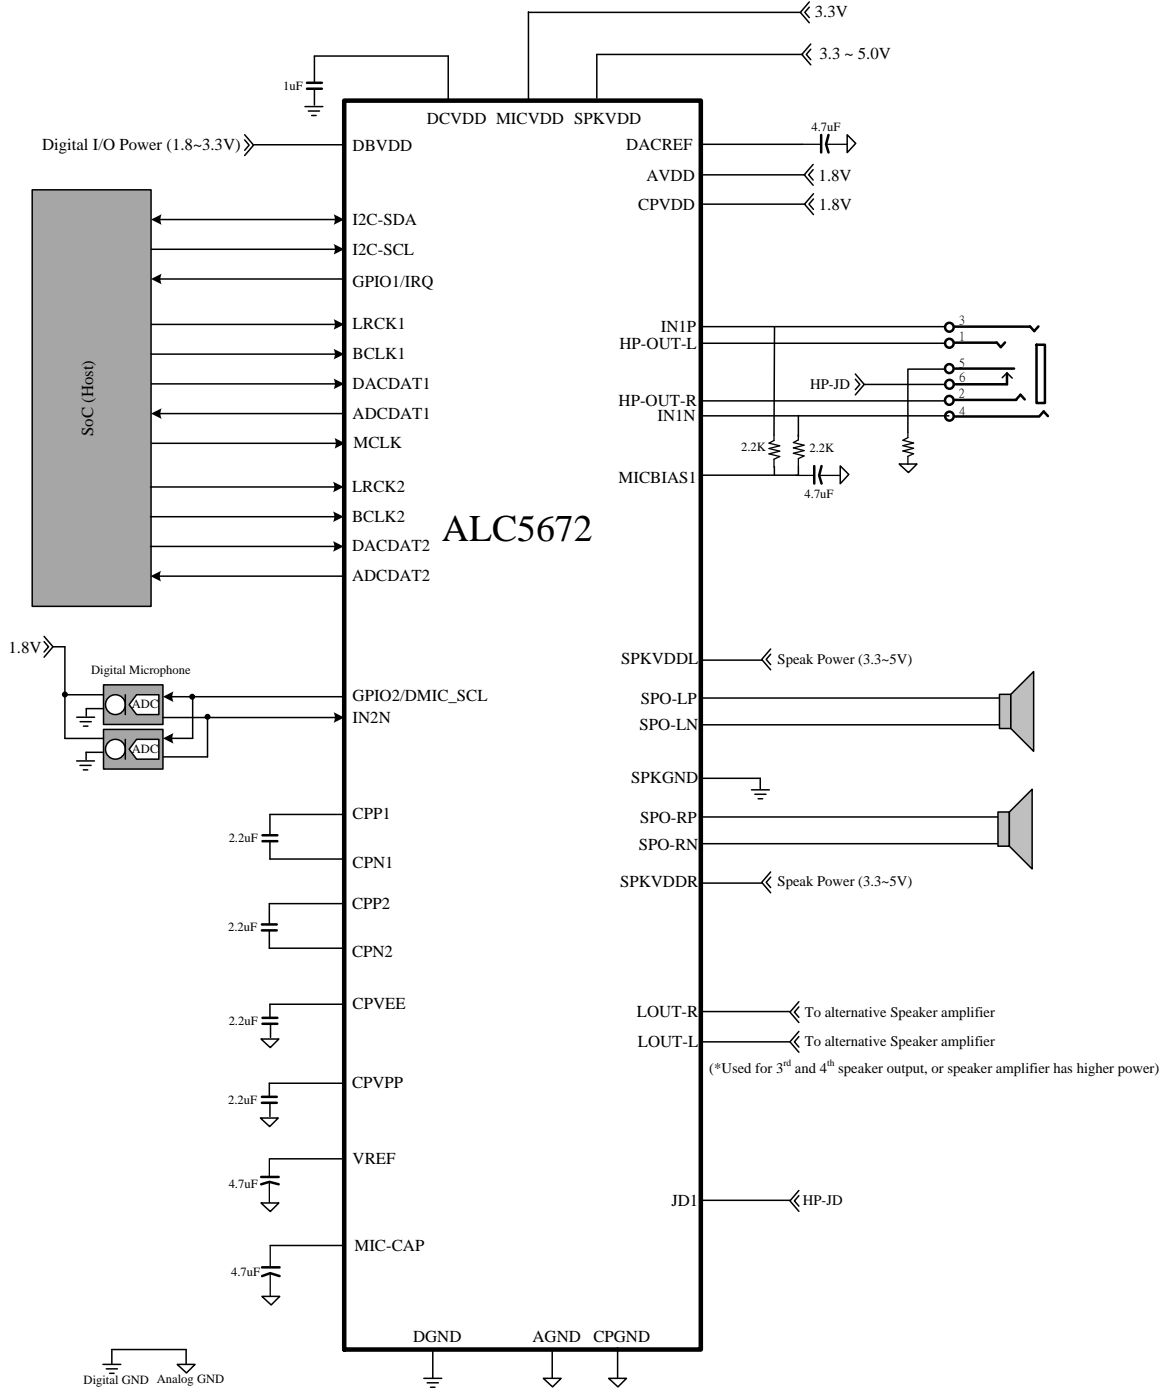 3.3V
3.3 ~ 5.0V
1uF
DCVDD MICVDD SPKVDD
Digital I/O Power (1.8~3.3V)
DBVDD
DACREF
4.7uF
AVDD
1.8V
CPVDD
1.8V
SoC (Host)
I2C-SDA
I2C-SCL
GPIO1/IRQ
LRCK1
BCLK1
DACDAT1
ADCDAT1
MCLK
LRCK2
BCLK2
DACDAT2
ADCDAT2
IN1P
HP-OUT-L
HP-OUT-R
IN1N
MICBIAS1
3
1
5
6
2
4
HP-JD
2.2K
2.2K
4.7uF
ALC5672
1.8V
Digital Microphone
ADC
ADC
GPIO2/DMIC_SCL
IN2N
SPKVDDL
Speak Power (3.3~5V)
SPO-LP
SPO-LN
SPKGND
SPO-RP
SPO-RN
SPKVDDR
Speak Power (3.3~5V)
CPP1
2.2uF
CPN1
CPP2
2.2uF
CPN2
CPVEE
2.2uF
CPVPP
2.2uF
VREF
4.7uF
MIC-CAP
4.7uF
LOUT-R
To alternative Speaker amplifier
LOUT-L
To alternative Speaker amplifier
(*Used for 3rd and 4th speaker output, or speaker amplifier has higher power)
JD1
HP-JD
DGND AGND CPGND
Digital GND Analog GND